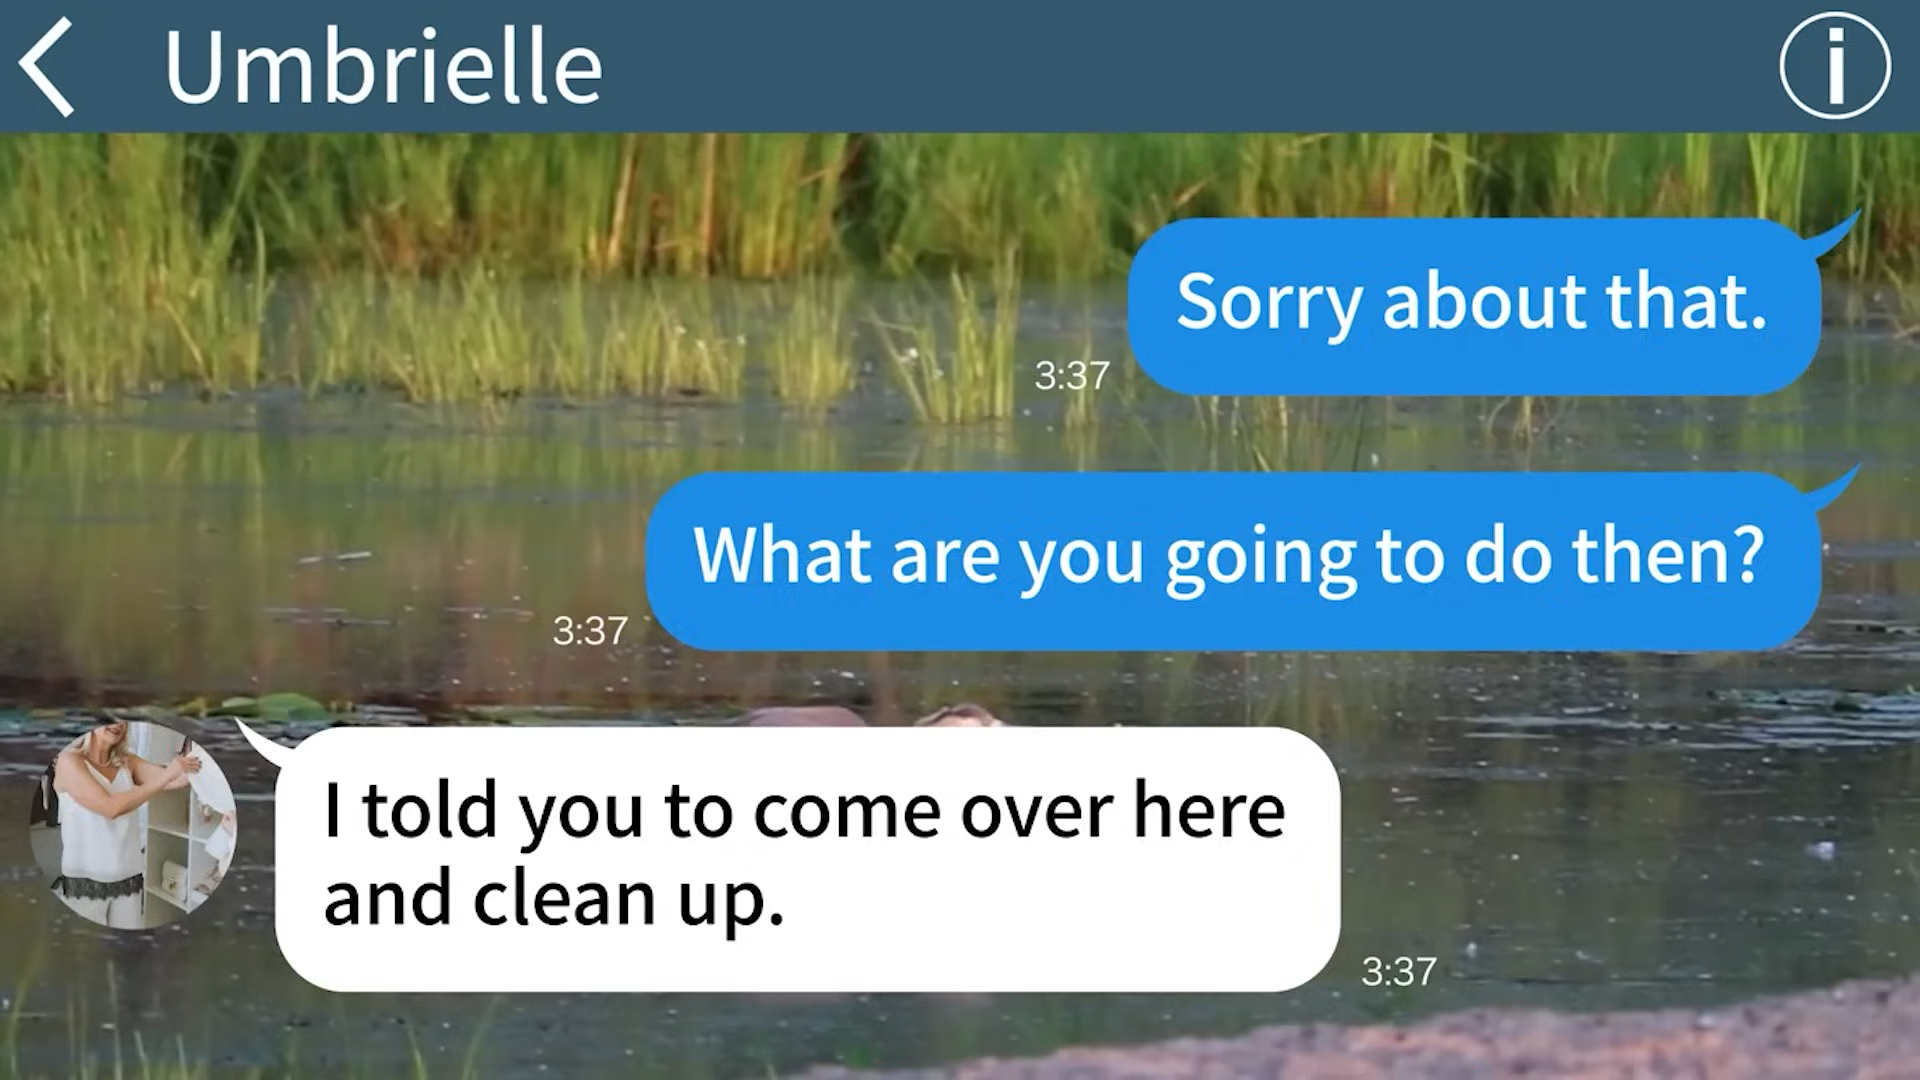 Umbrielle
Sorry about that.
3:37
What are you going to do then?
3:37
I told you to come over here
and clean up.
3:37